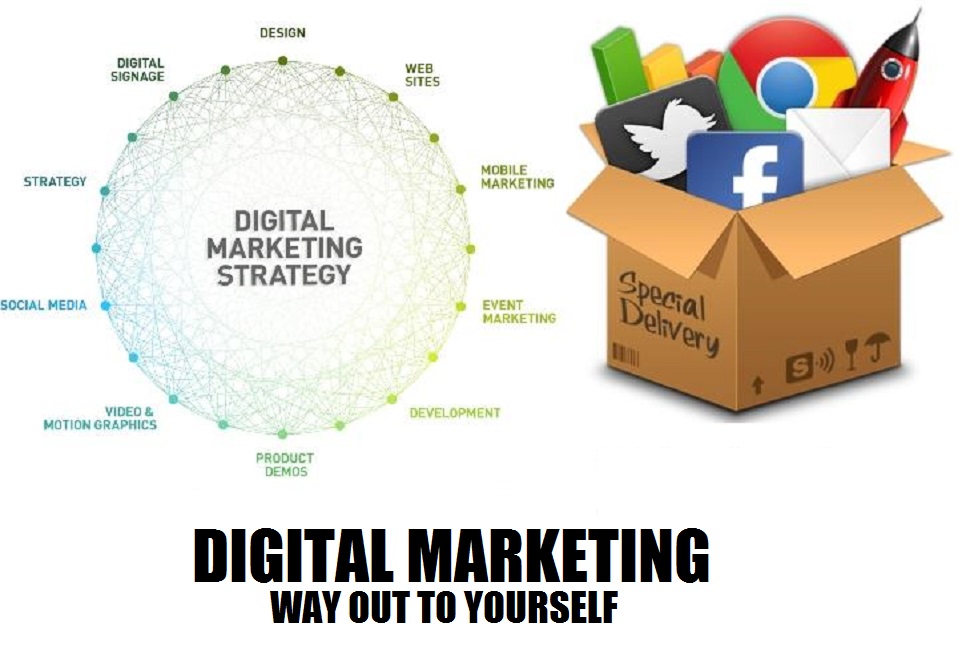 DESIGN
DIGITAL
SIGNAGE
WEB
SITES
STRATEGY
MOBILE
MARKETING
DIGITAL
MARKETING
STRATEGY
SOCIAL MEDIA
EVENT
MARKETING
VIDEO &
MOTION GRAPHICS
DEVELOPMENT
PRODUCT
DEMOS
f
Special
Delivery
S
DIGITAL MARKETING
WAY OUT TO YOURSELF